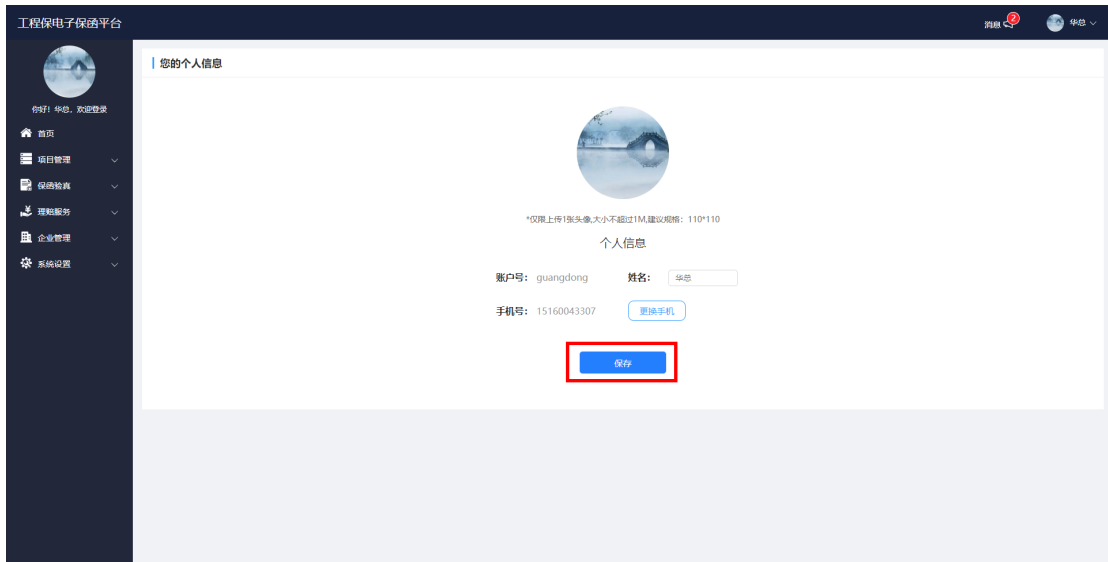 工程保电子保函平台
消息 2
华总
你好！华总，欢迎登录
首页
项目管理
保函验真
理赔服务
企业管理
系统设置
您的个人信息
*仅限上传1张头像,大小不超过1M,建议规格：110*110
个人信息
账户号： guangdong 姓名： 华总
手机号： 15160043307 更换手机
保存